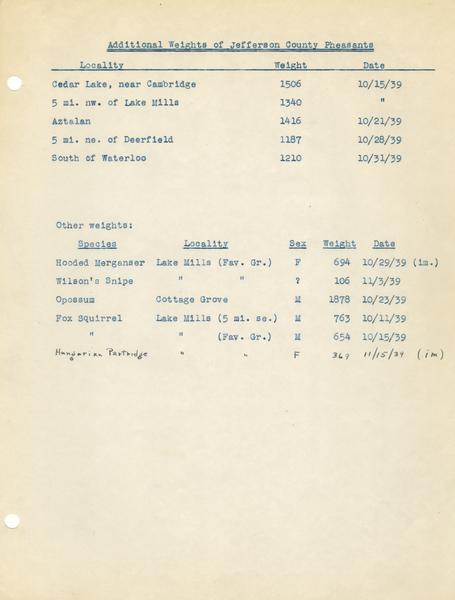 Additional Weights of Jefferson County Pheasants
Locality Weight Date
Cedar Lake, near Cambridge 1506 10/15/39
5 mi. nw. of Lake Mills 1340 "
Aztalan 1416 10/21/39
5 mi. ne. of Deerfield 1187 10/28/39
South of Waterloo 1210 10/31/39
Other weights:
Species Locality Sex Weight Date
Hooded Merganser Lake Mills (Fav. Gr.) F 694 10/29/39 (im.)
Wilson's Snipe " " ? 106 11/3/39
Opossum Cottage Grove M 1878 10/23/39
Fox Squirrel Lake Mills (5 mi. se.) M 763 10/11/39
" " (Fav. Gr.) M 654 10/15/39
Hungarian Partridge " " F 369 11/15/39 (im)